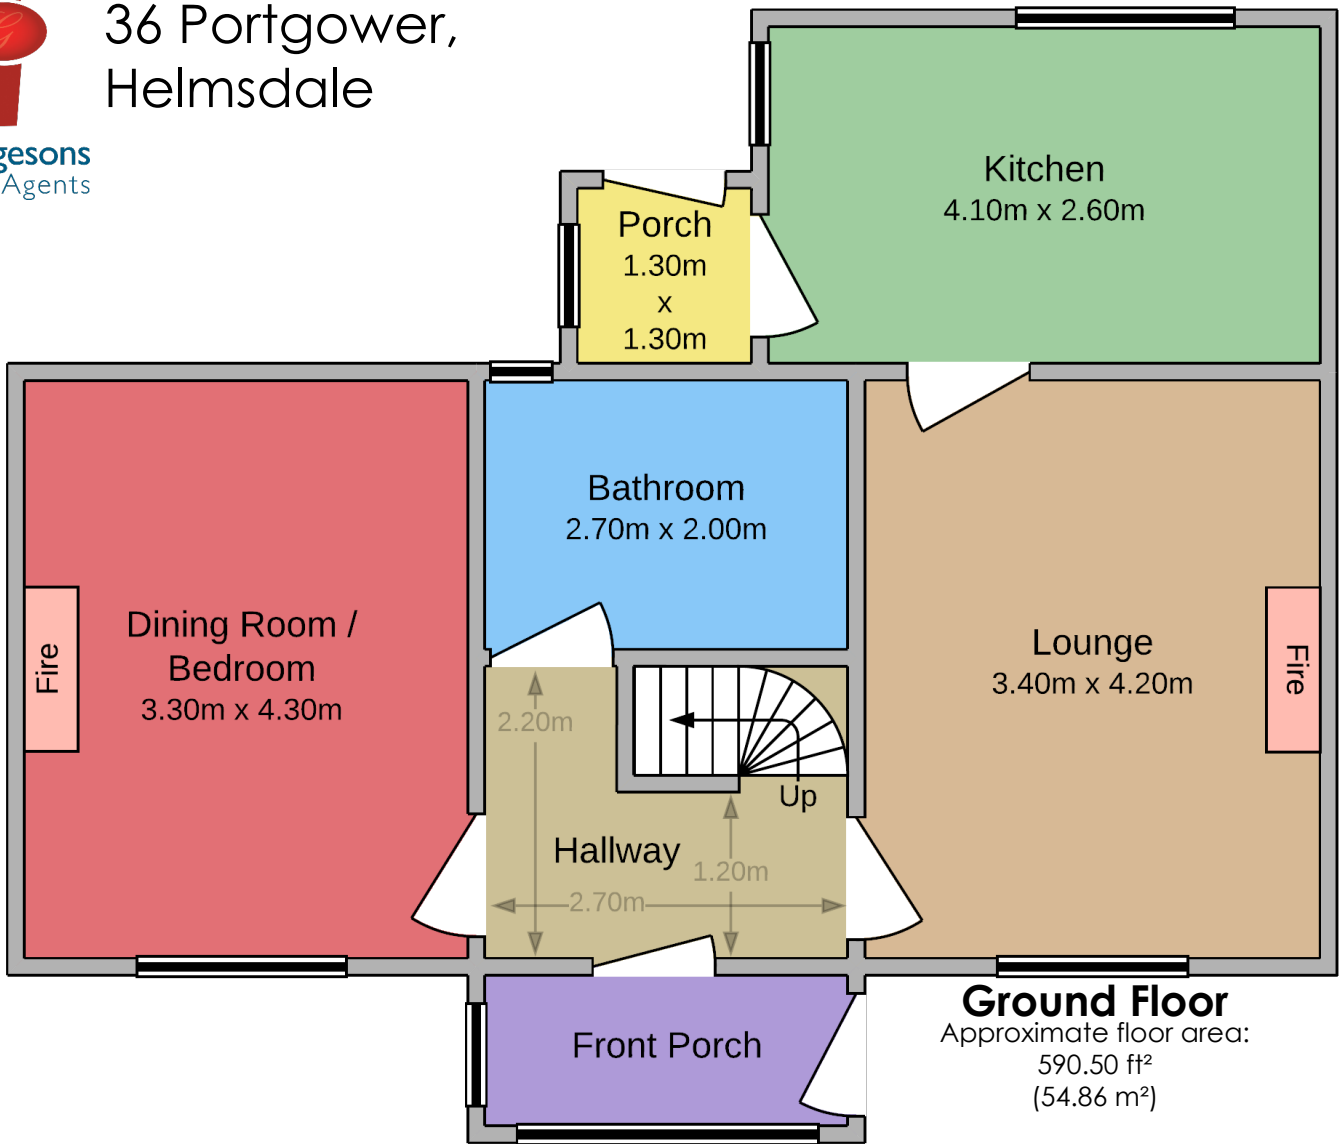 36 Portgower,
Helmsdale
gesons
Agents
Kitchen
4.10m x 2.60m
Porch
1.30m
x
1.30m
Bathroom
2.70m x 2.00m
Dining Room /
Bedroom
3.30m x 4.30m
Fire
Lounge
3.40m x 4.20m
Fire
2.20m
Up
Hallway
1.20m
2.70m
Front Porch
Ground Floor
Approximate floor area:
590.50 ft²
(54.86 m²)